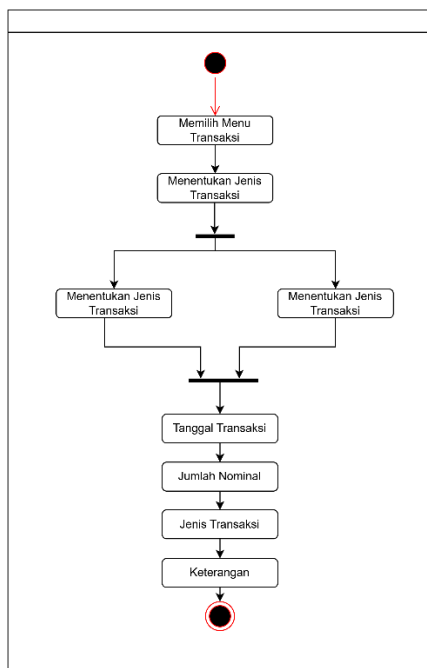 Memilih Menu
Transaksi
Menentukan Jenis
Transaksi
Menentukan Jenis
Transaksi
Menentukan Jenis
Transaksi
Tanggal Transaksi
Jumlah Nominal
Jenis Transaksi
Keterangan